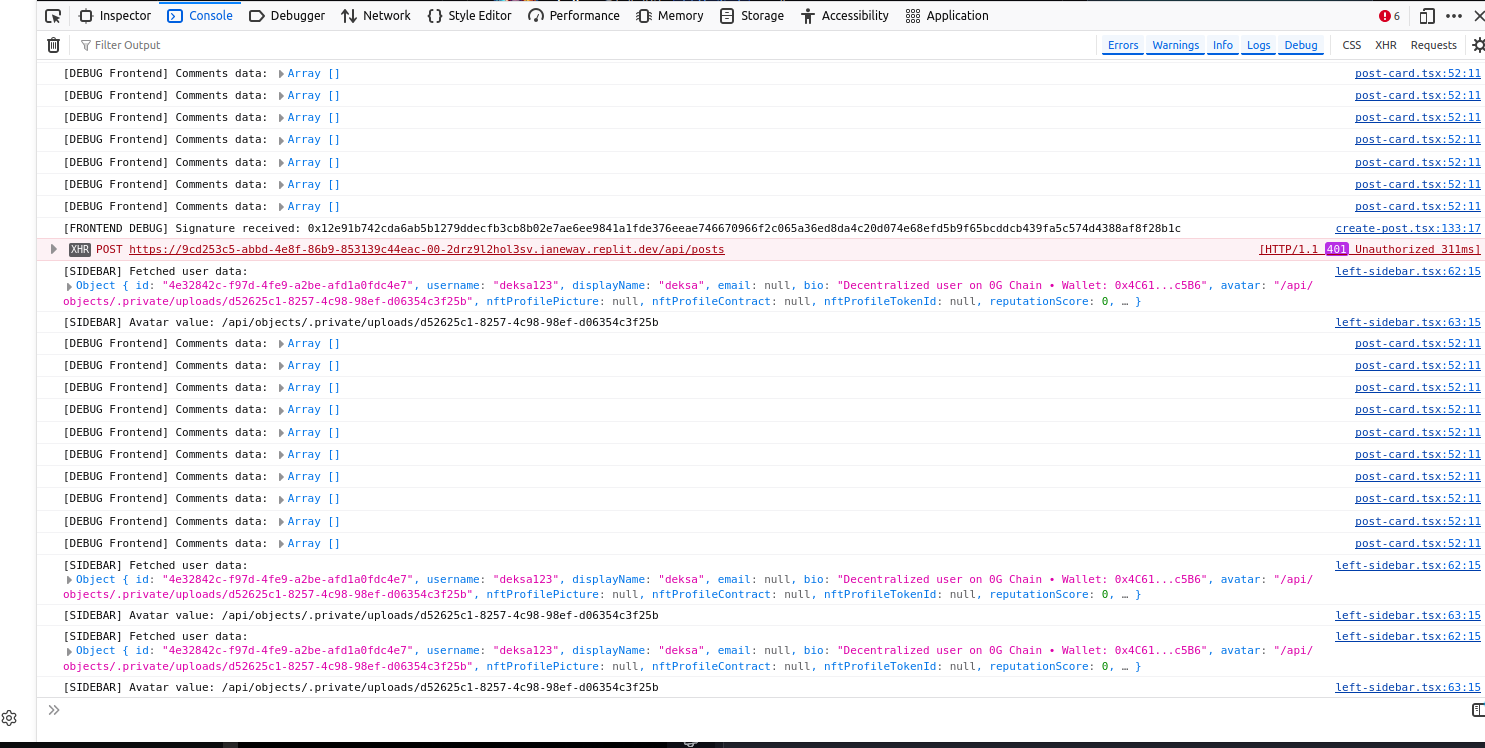 Inspector Console Debugger Network Style Editor Performance Memory Storage Accessibility Application 6
Filter Output Errors Warnings Info Logs Debug CSS XHR Requests
[DEBUG Frontend] Comments data: Array [] post-card.tsx:52:11
[DEBUG Frontend] Comments data: Array [] post-card.tsx:52:11
[DEBUG Frontend] Comments data: Array [] post-card.tsx:52:11
[DEBUG Frontend] Comments data: Array [] post-card.tsx:52:11
[DEBUG Frontend] Comments data: Array [] post-card.tsx:52:11
[DEBUG Frontend] Comments data: Array [] post-card.tsx:52:11
[DEBUG Frontend] Comments data: Array [] post-card.tsx:52:11
[FRONTEND DEBUG] Signature received: 0x12e91b742cda6ab5b1279ddecfb3cb8b02e7ae6ee9841a1fde376eeae746670966f2c065a36ed8da4c20d074e68efd5b9f65bcddcb439fa5c574d4388af8f28b1c create-post.tsx:133:17
XHR POST https://9cd253c5-abbd-4e8f-86b9-853139c44eac-00-2drz9l2hol3sv.janeway.replit.dev/api/posts [HTTP/1.1 401 Unauthorized 311ms]
[SIDEBAR] Fetched user data: left-sidebar.tsx:62:15
Object { id: "4e32842c-f97d-4fe9-a2be-afd1a0fdc4e7", username: "deksa123", displayName: "deksa", email: null, bio: "Decentralized user on 0G Chain • Wallet: 0x4C61...c5B6", avatar: "/api/
objects/.private/uploads/d52625c1-8257-4c98-98ef-d06354c3f25b", nftProfilePicture: null, nftProfileContract: null, nftProfileTokenId: null, reputationScore: 0, … }
[SIDEBAR] Avatar value: /api/objects/.private/uploads/d52625c1-8257-4c98-98ef-d06354c3f25b left-sidebar.tsx:63:15
[DEBUG Frontend] Comments data: Array [] post-card.tsx:52:11
[DEBUG Frontend] Comments data: Array [] post-card.tsx:52:11
[DEBUG Frontend] Comments data: Array [] post-card.tsx:52:11
[DEBUG Frontend] Comments data: Array [] post-card.tsx:52:11
[DEBUG Frontend] Comments data: Array [] post-card.tsx:52:11
[DEBUG Frontend] Comments data: Array [] post-card.tsx:52:11
[DEBUG Frontend] Comments data: Array [] post-card.tsx:52:11
[DEBUG Frontend] Comments data: Array [] post-card.tsx:52:11
[DEBUG Frontend] Comments data: Array [] post-card.tsx:52:11
[DEBUG Frontend] Comments data: Array [] post-card.tsx:52:11
[SIDEBAR] Fetched user data: left-sidebar.tsx:62:15
Object { id: "4e32842c-f97d-4fe9-a2be-afd1a0fdc4e7", username: "deksa123", displayName: "deksa", email: null, bio: "Decentralized user on 0G Chain • Wallet: 0x4C61...c5B6", avatar: "/api/
objects/.private/uploads/d52625c1-8257-4c98-98ef-d06354c3f25b", nftProfilePicture: null, nftProfileContract: null, nftProfileTokenId: null, reputationScore: 0, … }
[SIDEBAR] Avatar value: /api/objects/.private/uploads/d52625c1-8257-4c98-98ef-d06354c3f25b left-sidebar.tsx:63:15
[SIDEBAR] Fetched user data: left-sidebar.tsx:62:15
Object { id: "4e32842c-f97d-4fe9-a2be-afd1a0fdc4e7", username: "deksa123", displayName: "deksa", email: null, bio: "Decentralized user on 0G Chain • Wallet: 0x4C61...c5B6", avatar: "/api/
objects/.private/uploads/d52625c1-8257-4c98-98ef-d06354c3f25b", nftProfilePicture: null, nftProfileContract: null, nftProfileTokenId: null, reputationScore: 0, … }
[SIDEBAR] Avatar value: /api/objects/.private/uploads/d52625c1-8257-4c98-98ef-d06354c3f25b left-sidebar.tsx:63:15